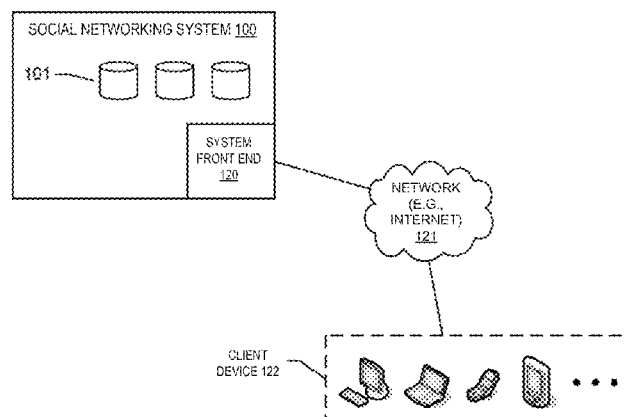 SOCIAL NETWORKING SYSTEM 100
101
SYSTEM
FRONT END
120
NETWORK
(E.G.,
INTERNET)
121
CLIENT
DEVICE 122